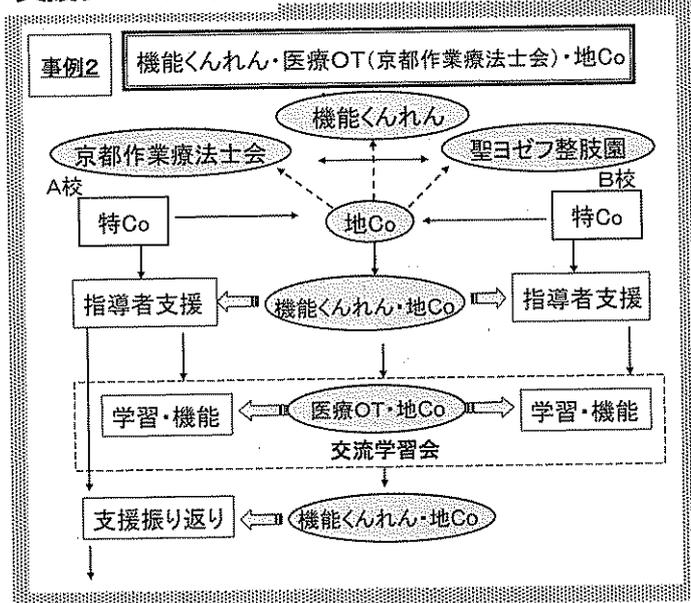 事例2
機能くんれん・医療OT(京都作業療法士会)・地Co
機能くんれん
京都作業療法士会
聖ヨゼフ整肢園
A校
B校
特Co
地Co
特Co
指導者支援
機能くんれん・地Co
指導者支援
学習・機能
医療OT・地Co
学習・機能
交流学習会
支援振り返り
機能くんれん・地Co